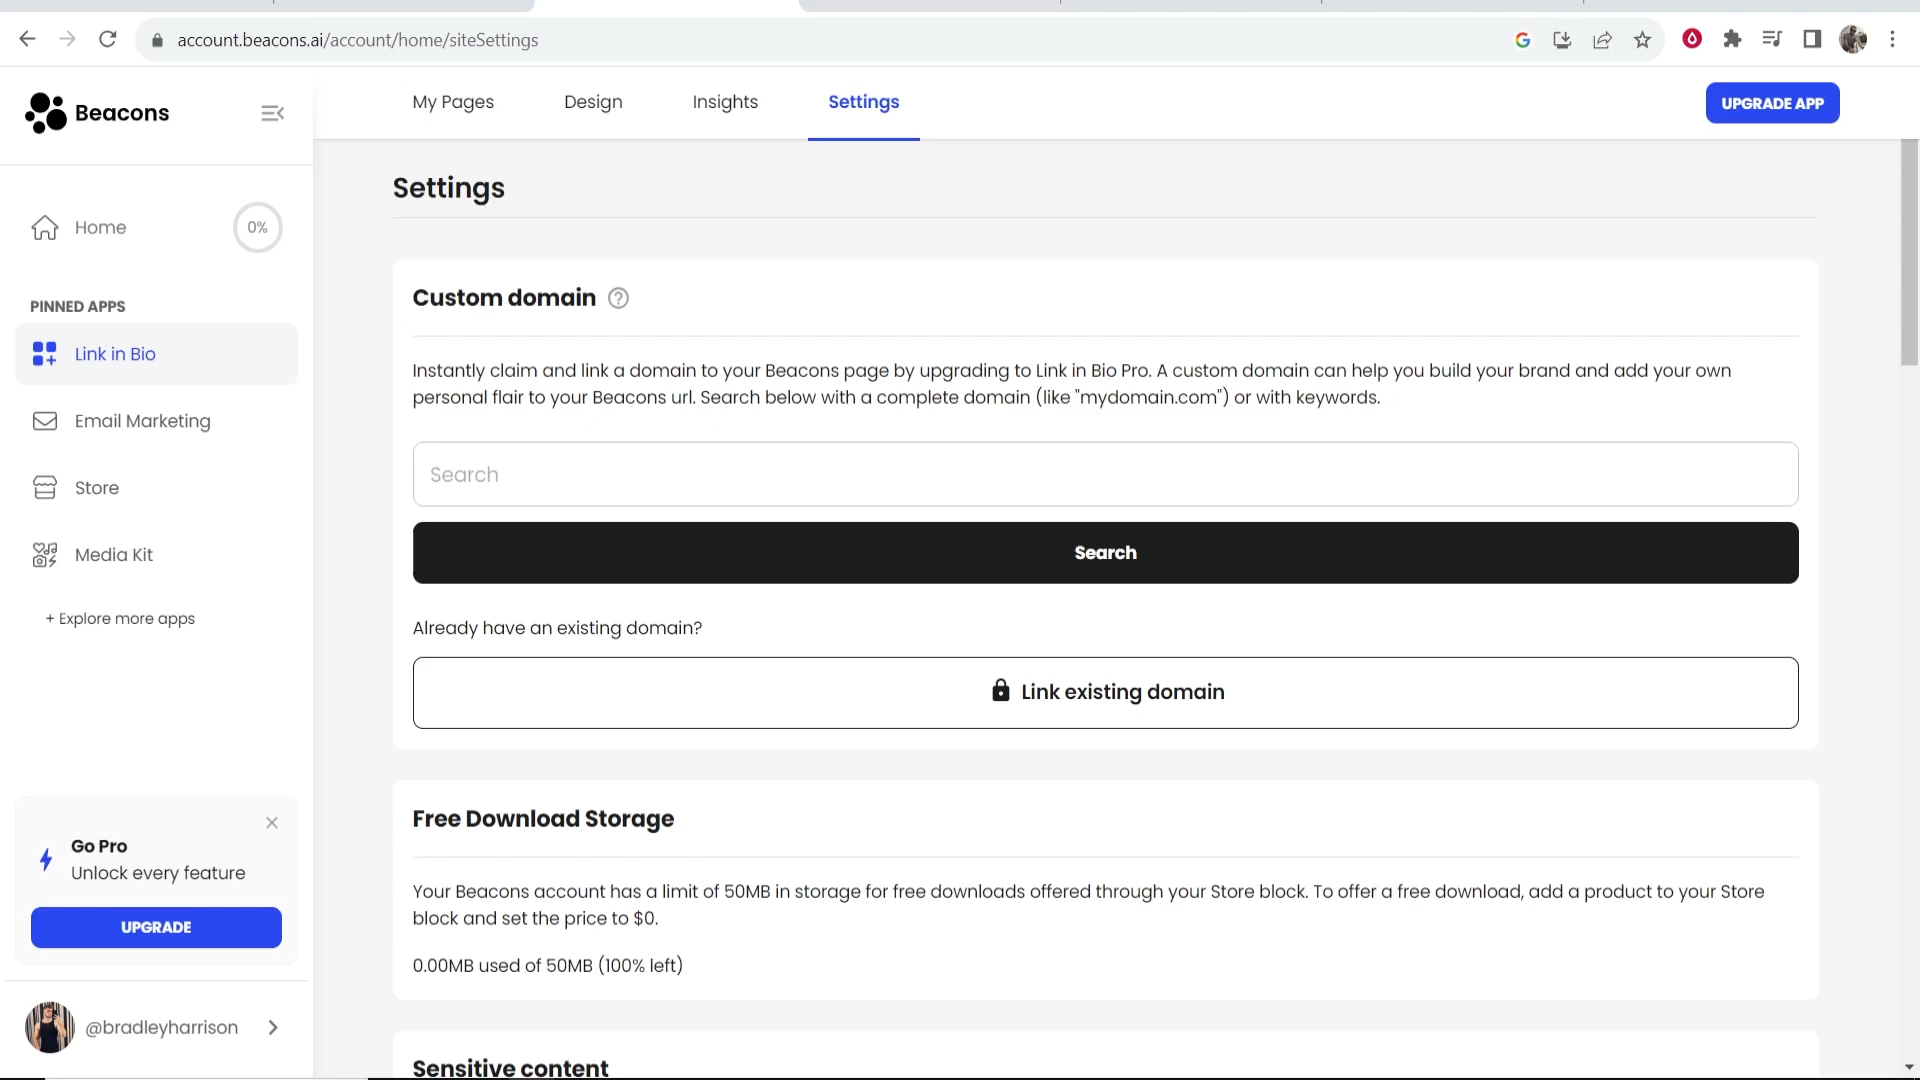 account.beacons.ai/account/home/siteSettings
Beacons
My Pages
Design
Insights
Settings
UPGRADE APP
Home
0%
PINNED APPS
Link in Bio
Email Marketing
Store
Media Kit
+ Explore more apps
Go Pro
Unlock every feature
UPGRADE
@bradleyharrison
Settings
Custom domain
Instantly claim and link a domain to your Beacons page by upgrading to Link in Bio Pro. A custom domain can help you build your brand and add your own
personal flair to your Beacons url. Search below with a complete domain (like "mydomain.com") or with keywords.
Search
Search
Already have an existing domain?
Link existing domain
Free Download Storage
Your Beacons account has a limit of 50MB in storage for free downloads offered through your Store block. To offer a free download, add a product to your Store
block and set the price to $0.
0.00MB used of 50MB (100% left)
Sensitive content